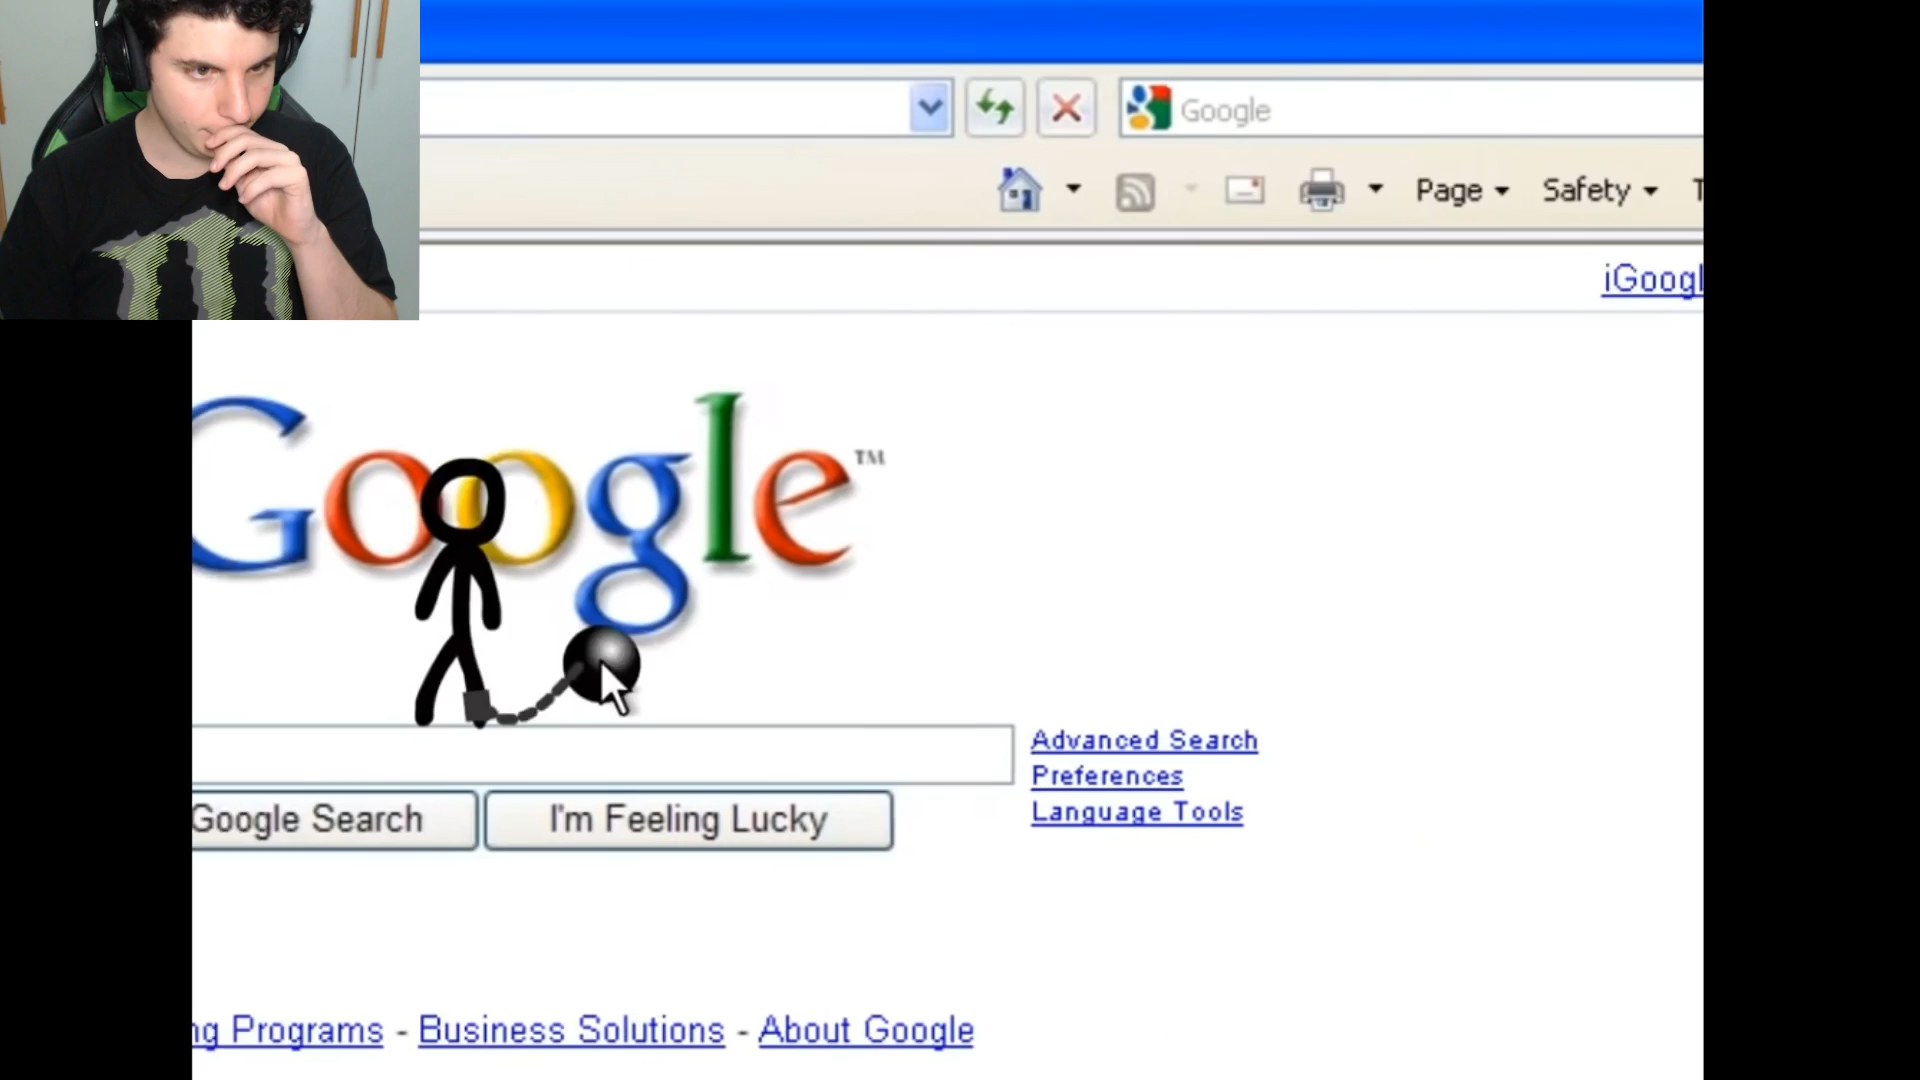 Google
Page
Safety
iGoogl
Google™
Advanced Search
Preferences
Language Tools
Google Search
I'm Feeling Lucky
ng Programs - Business Solutions - About Google